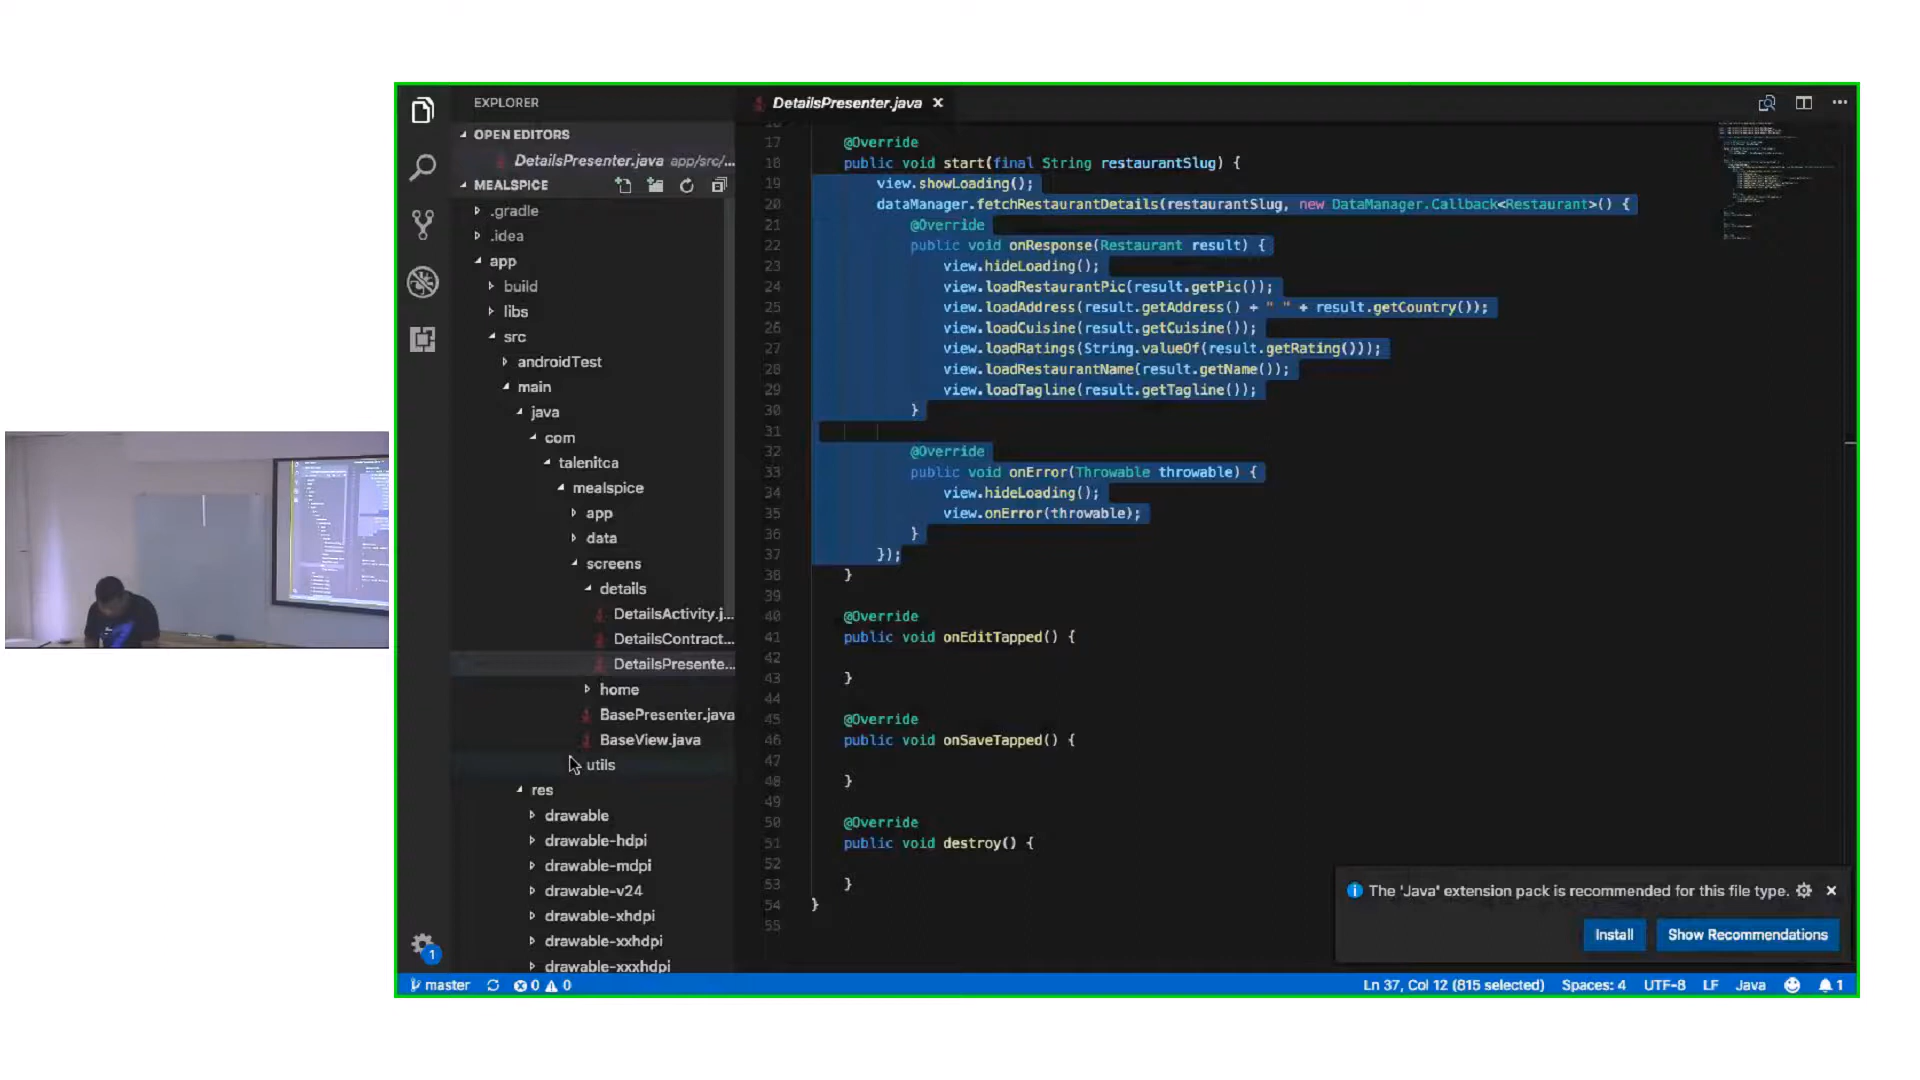 EXPLORER
OPEN EDITORS
DetailsPresenter.java app/src/...
MEALSPICE
.gradle
.idea
app
build
libs
src
androidTest
main
java
com
talenitca
mealspice
app
data
screens
details
DetailsActivity.j...
DetailsContract...
DetailsPresente...
home
BasePresenter.java
BaseView.java
utils
res
drawable
drawable-hdpi
drawable-mdpi
drawable-v24
drawable-xhdpi
drawable-xxhdpi
drawable-xxxhdpi
1
DetailsPresenter.java
17 @Override
18 public void start(final String restaurantSlug) {
19 view.showLoading();
20 dataManager.fetchRestaurantDetails(restaurantSlug, new DataManager.Callback<Restaurant>() {
21 @Override
22 public void onResponse(Restaurant result) {
23 view.hideLoading();
24 view.loadRestaurantPic(result.getPic());
25 view.loadAddress(result.getAddress() + " " + result.getCountry());
26 view.loadCuisine(result.getCuisine());
27 view.loadRatings(String.valueOf(result.getRating()));
28 view.loadRestaurantName(result.getName());
29 view.loadTagline(result.getTagline());
30 }
31
32 @Override
33 public void onError(Throwable throwable) {
34 view.hideLoading();
35 view.onError(throwable);
36 }
37 });
38 }
39
40 @Override
41 public void onEditTapped() {
42
43 }
44
45 @Override
46 public void onSaveTapped() {
47
48 }
49
50 @Override
51 public void destroy() {
52
53 }
54 }
55
The 'Java' extension pack is recommended for this file type.
Install Show Recommendations
master 0 0 Ln 37, Col 12 (815 selected) Spaces: 4 UTF-8 LF Java 1